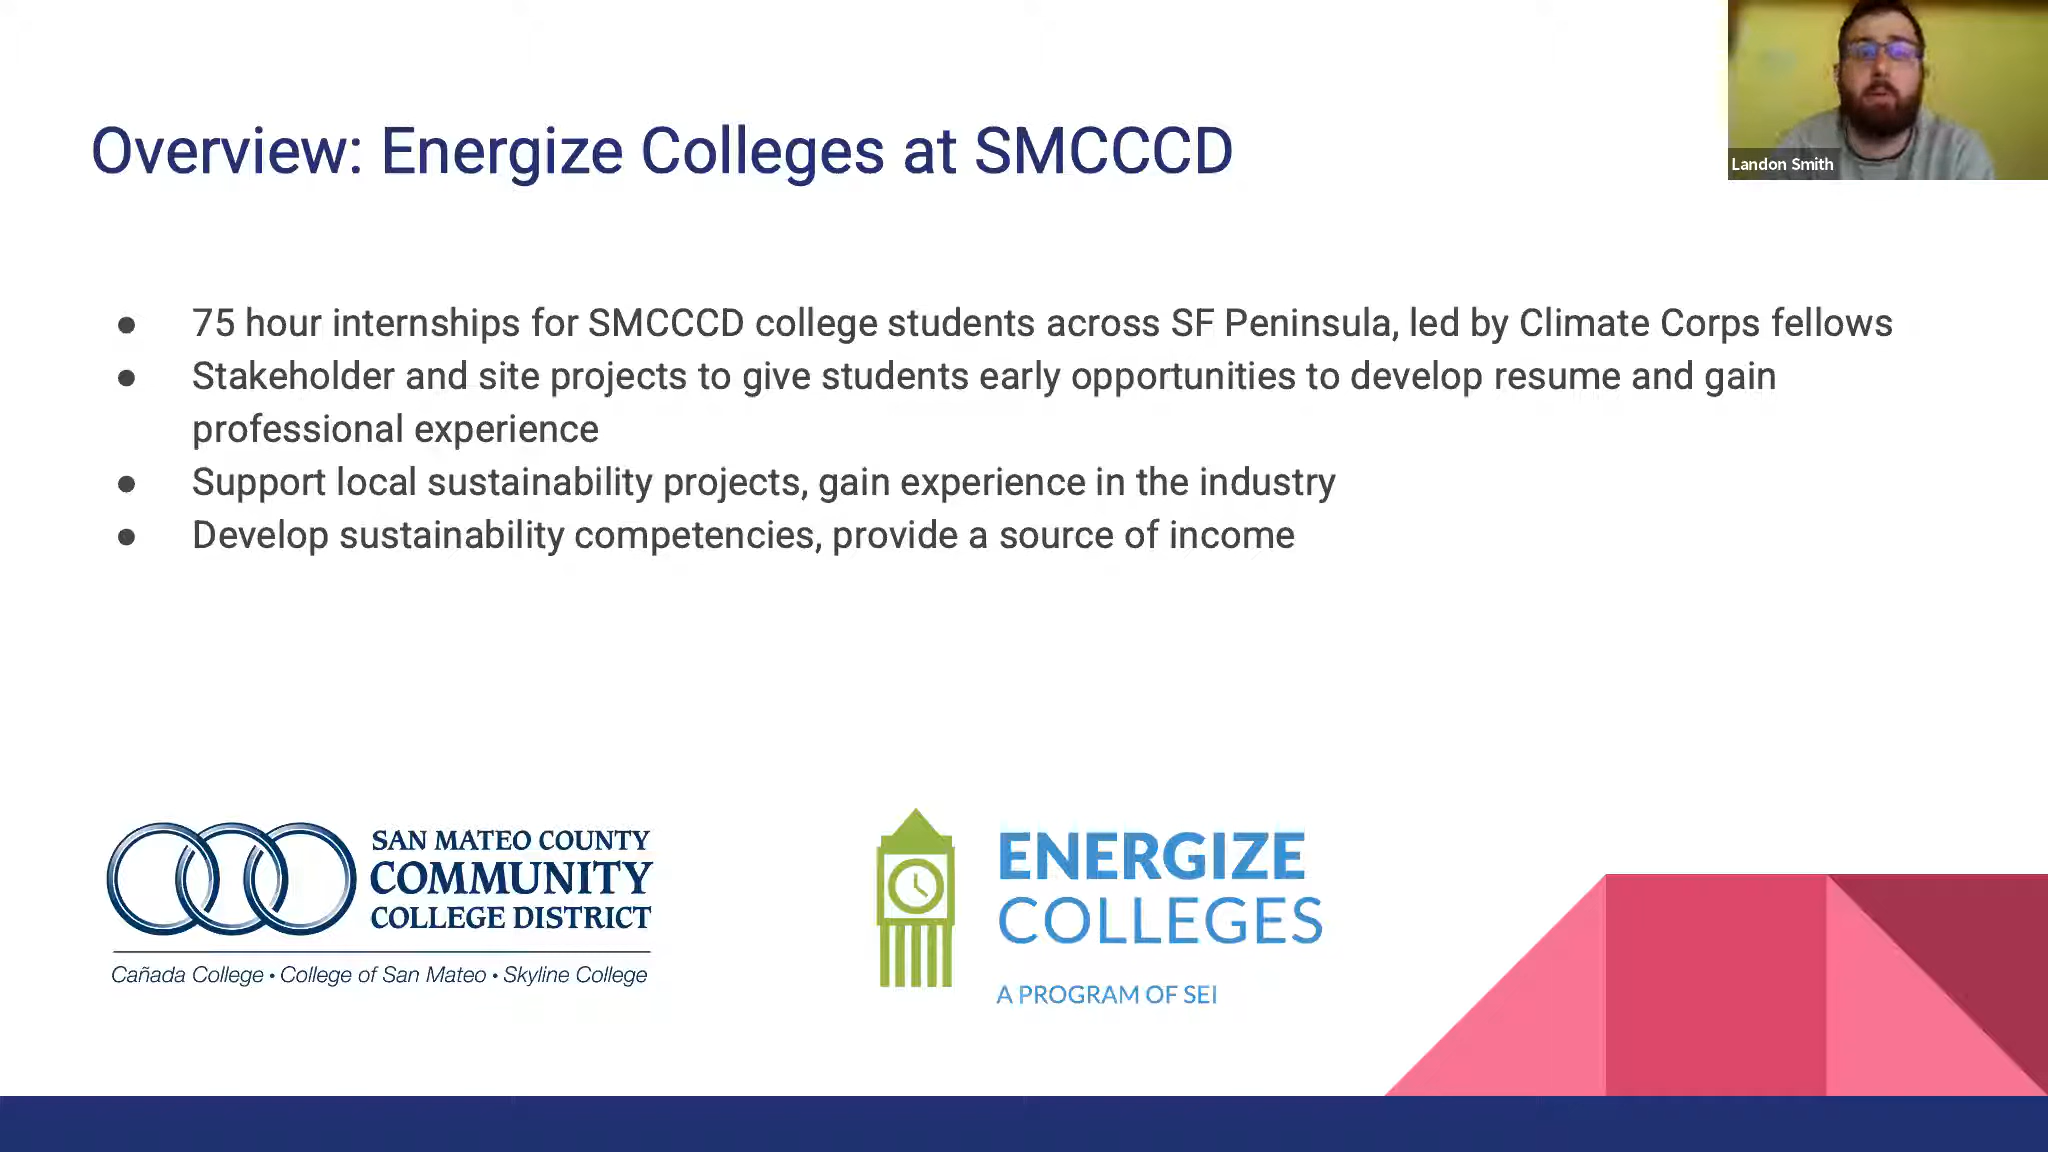 Overview: Energize Colleges at SMCCCD
Landon Smith
● 75 hour internships for SMCCCD college students across SF Peninsula, led by Climate Corps fellows
● Stakeholder and site projects to give students early opportunities to develop resume and gain
professional experience
● Support local sustainability projects, gain experience in the industry
● Develop sustainability competencies, provide a source of income
SAN MATEO COUNTY
COMMUNITY
COLLEGE DISTRICT
Cañada College • College of San Mateo • Skyline College
ENERGIZE
COLLEGES
A PROGRAM OF SEI